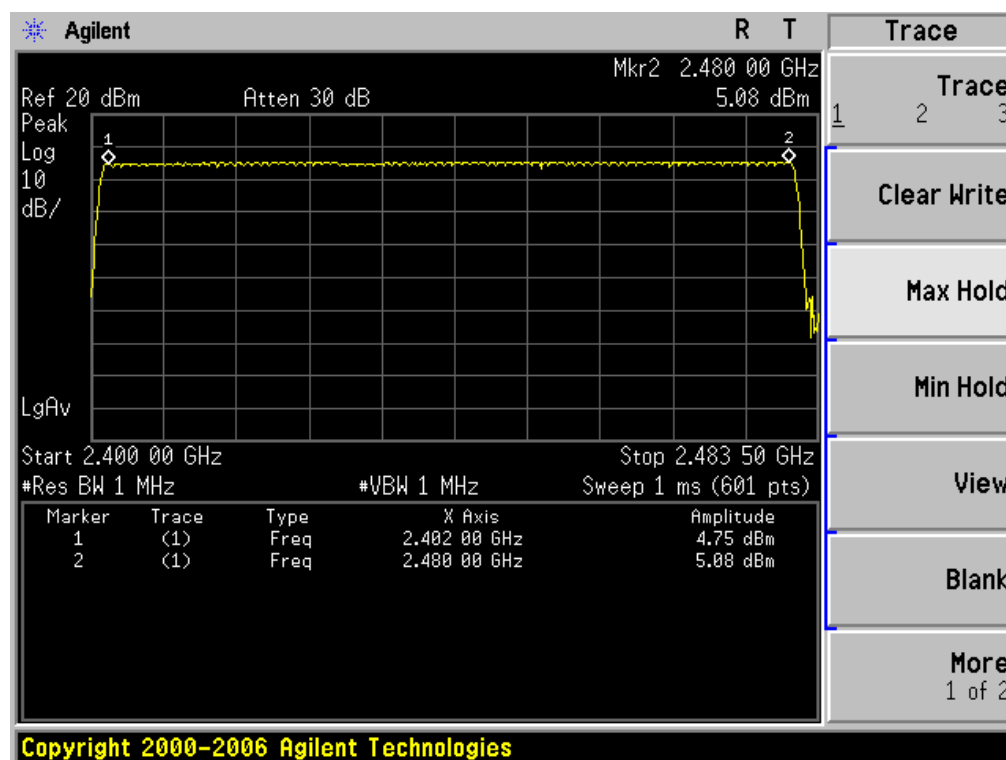 Agilent R T Trace
Mkr2 2.480 00 GHz
Ref 20 dBm Atten 30 dB 5.08 dBm
Peak
Log
10
dB/
1
2
LgAv
Start 2.400 00 GHz Stop 2.483 50 GHz
#Res BW 1 MHz #VBW 1 MHz Sweep 1 ms (601 pts)
Marker Trace Type X Axis Amplitude
1 (1) Freq 2.402 00 GHz 4.75 dBm
2 (1) Freq 2.480 00 GHz 5.08 dBm
Trace
1 2 3
Clear Write
Max Hold
Min Hold
View
Blank
More
1 of 2
Copyright 2000-2006 Agilent Technologies